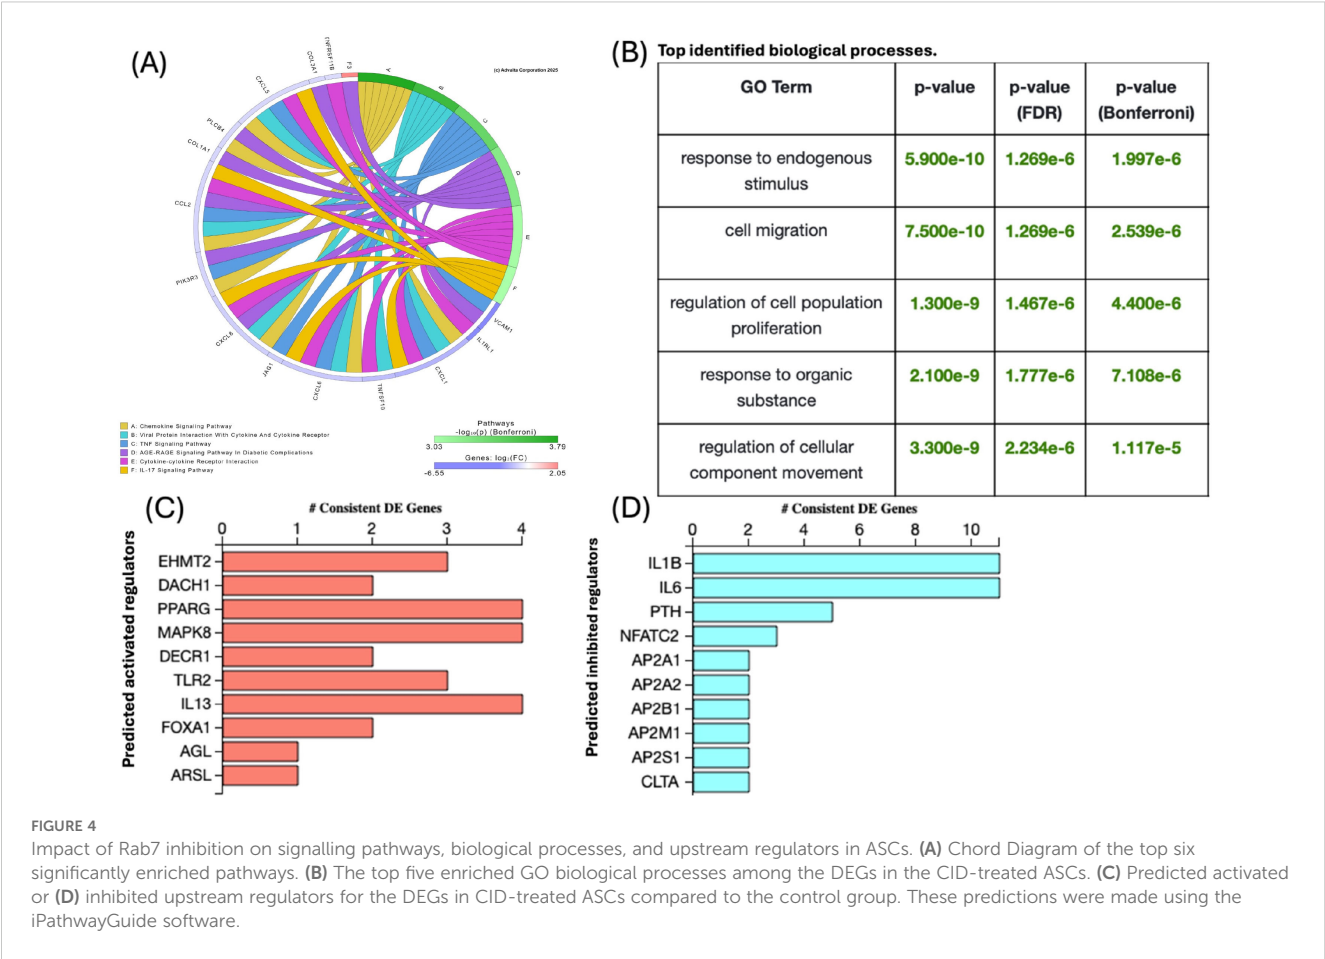 (A)
(c) Advaita Corporation 2025
TNFRSF11B
F3
COL3A1
CXCL5
PLCB4
COL1A1
CCL2
PIK3R3
CXCL6
JAG1
CXCL8
TNFSF10
CXCL1
IL1RL1
VCAM1
A
B
C
D
E
F
A: Chemokine Signaling Pathway
B: Viral Protein Interaction With Cytokine And Cytokine Receptor
C: TNF Signaling Pathway
D: AGE-RAGE Signaling Pathway In Diabetic Complications
E: Cytokine-cytokine Receptor Interaction
F: IL-17 Signaling Pathway
Pathways
-log₁₀(p) (Bonferroni)
3.03 3.79
Genes: log₂(FC)
-6.55 2.05
(B) Top identified biological processes.
GO Term p-value p-value (FDR) p-value (Bonferroni)
response to endogenous stimulus 5.900e-10 1.269e-6 1.997e-6
cell migration 7.500e-10 1.269e-6 2.539e-6
regulation of cell population proliferation 1.300e-9 1.467e-6 4.400e-6
response to organic substance 2.100e-9 1.777e-6 7.108e-6
regulation of cellular component movement 3.300e-9 2.234e-6 1.117e-5
(C)
# Consistent DE Genes
0 1 2 3 4
Predicted activated regulators
EHMT2
DACH1
PPARG
MAPK8
DECR1
TLR2
IL13
FOXA1
AGL
ARSL
(D)
# Consistent DE Genes
0 2 4 6 8 10
Predicted inhibited regulators
IL1B
IL6
PTH
NFATC2
AP2A1
AP2A2
AP2B1
AP2M1
AP2S1
CLTA
FIGURE 4
Impact of Rab7 inhibition on signalling pathways, biological processes, and upstream regulators in ASCs. (A) Chord Diagram of the top six
significantly enriched pathways. (B) The top five enriched GO biological processes among the DEGs in the CID-treated ASCs. (C) Predicted activated
or (D) inhibited upstream regulators for the DEGs in CID-treated ASCs compared to the control group. These predictions were made using the
iPathwayGuide software.